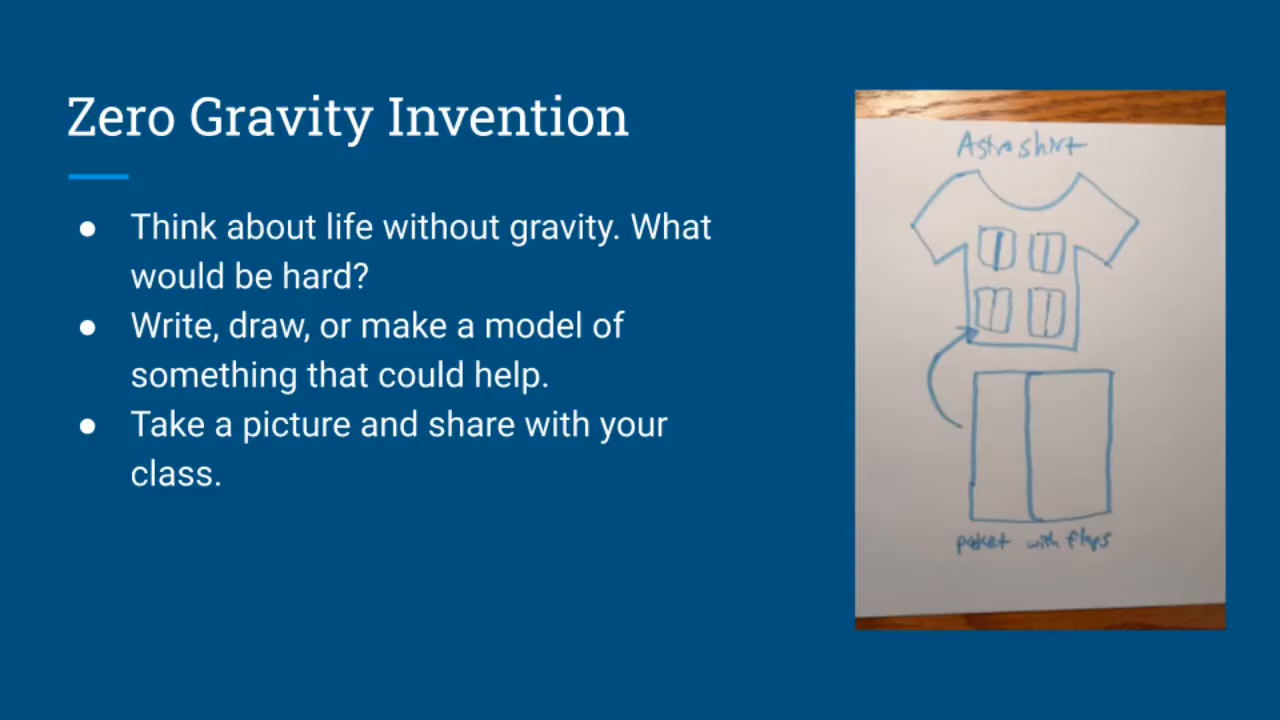 Zero Gravity Invention
● Think about life without gravity. What
would be hard?
● Write, draw, or make a model of
something that could help.
● Take a picture and share with your
class.
Astro shirt
pocket with flaps